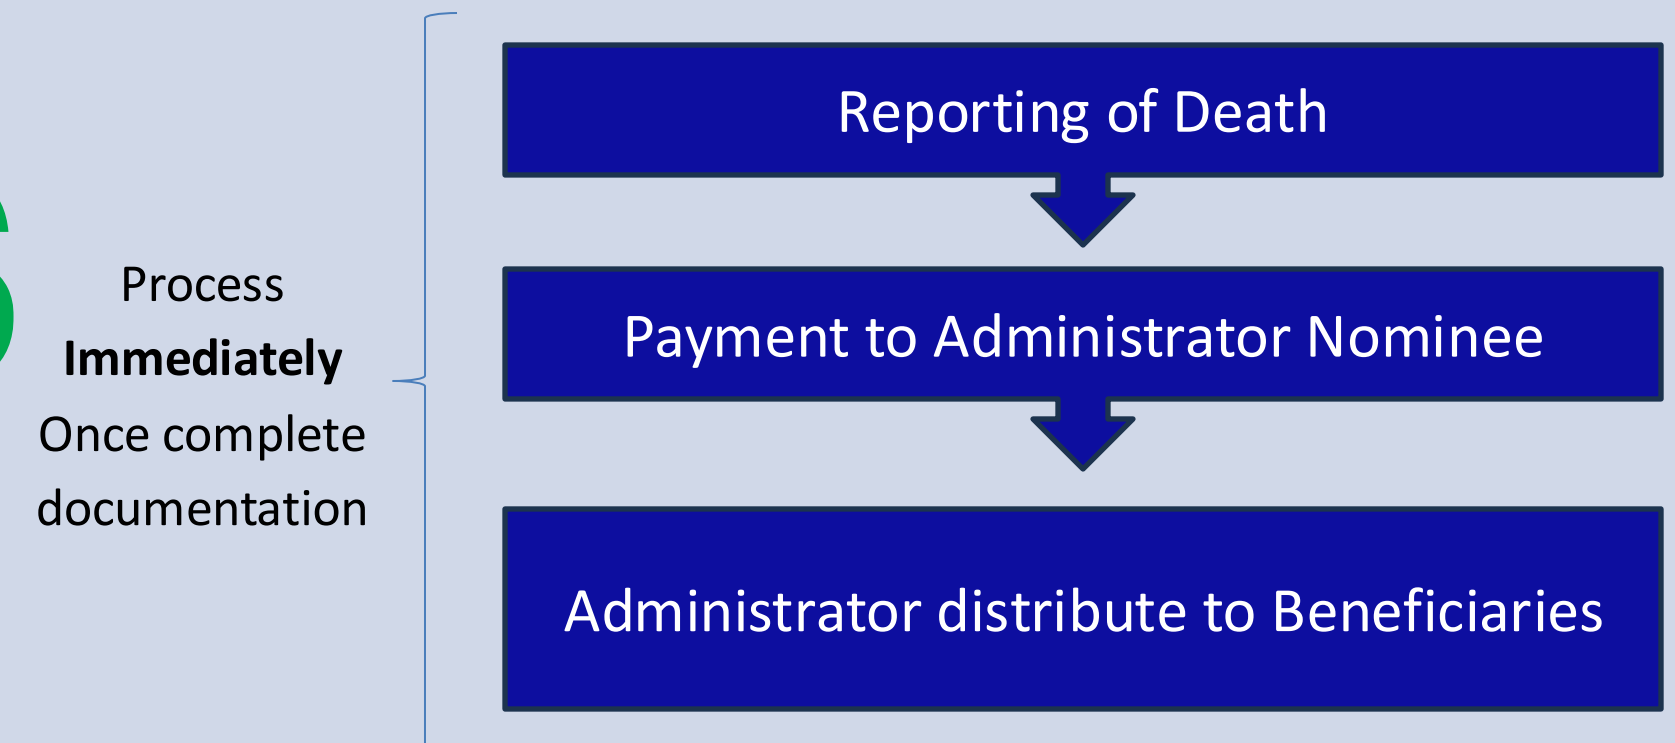 Process
Immediately
Once complete
documentation
Reporting of Death
Payment to Administrator Nominee
Administrator distribute to Beneficiaries